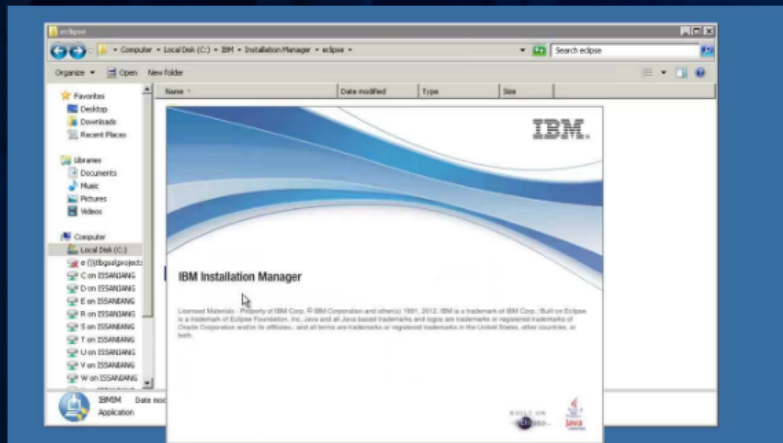 eclipse
Computer Local Disk (C:) IBM Installation Manager eclipse
Search eclipse
Organize Open New folder
Name Date modified Type Size
Favorites
Desktop
Downloads
Recent Places
Libraries
Documents
Music
Pictures
Videos
Computer
Local Disk (C:)
C on ISSANIANG
D on ISSANIANG
E on ISSANIANG
R on ISSANIANG
S on ISSANIANG
T on ISSANIANG
U on ISSANIANG
V on ISSANIANG
W on ISSANIANG
IBM
IBM Installation Manager
Licensed Materials - Property of IBM Corp. © IBM Corporation and other(s) 1991, 2012. IBM is a trademark of IBM Corp.; Built on Eclipse
is a trademark of Eclipse Foundation, Inc. Java and all Java based trademarks and logos are trademarks or registered trademarks of
Oracle Corporation and/or its affiliates.; and all terms are trademarks or registered trademarks in the United States, other countries, or
both.
BUILT ON
eclipse
Java
IBMIM Date
Application